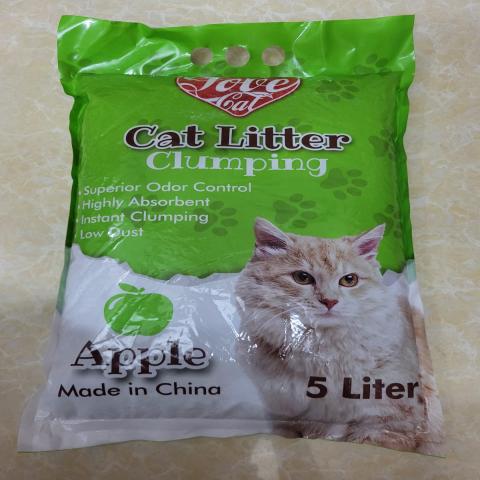 Love
Cat
Cat Litter
Clumping
• Superior Odor Control
• Highly Absorbent
• Instant Clumping
• Low Dust
Apple
Made in China
5 Liter